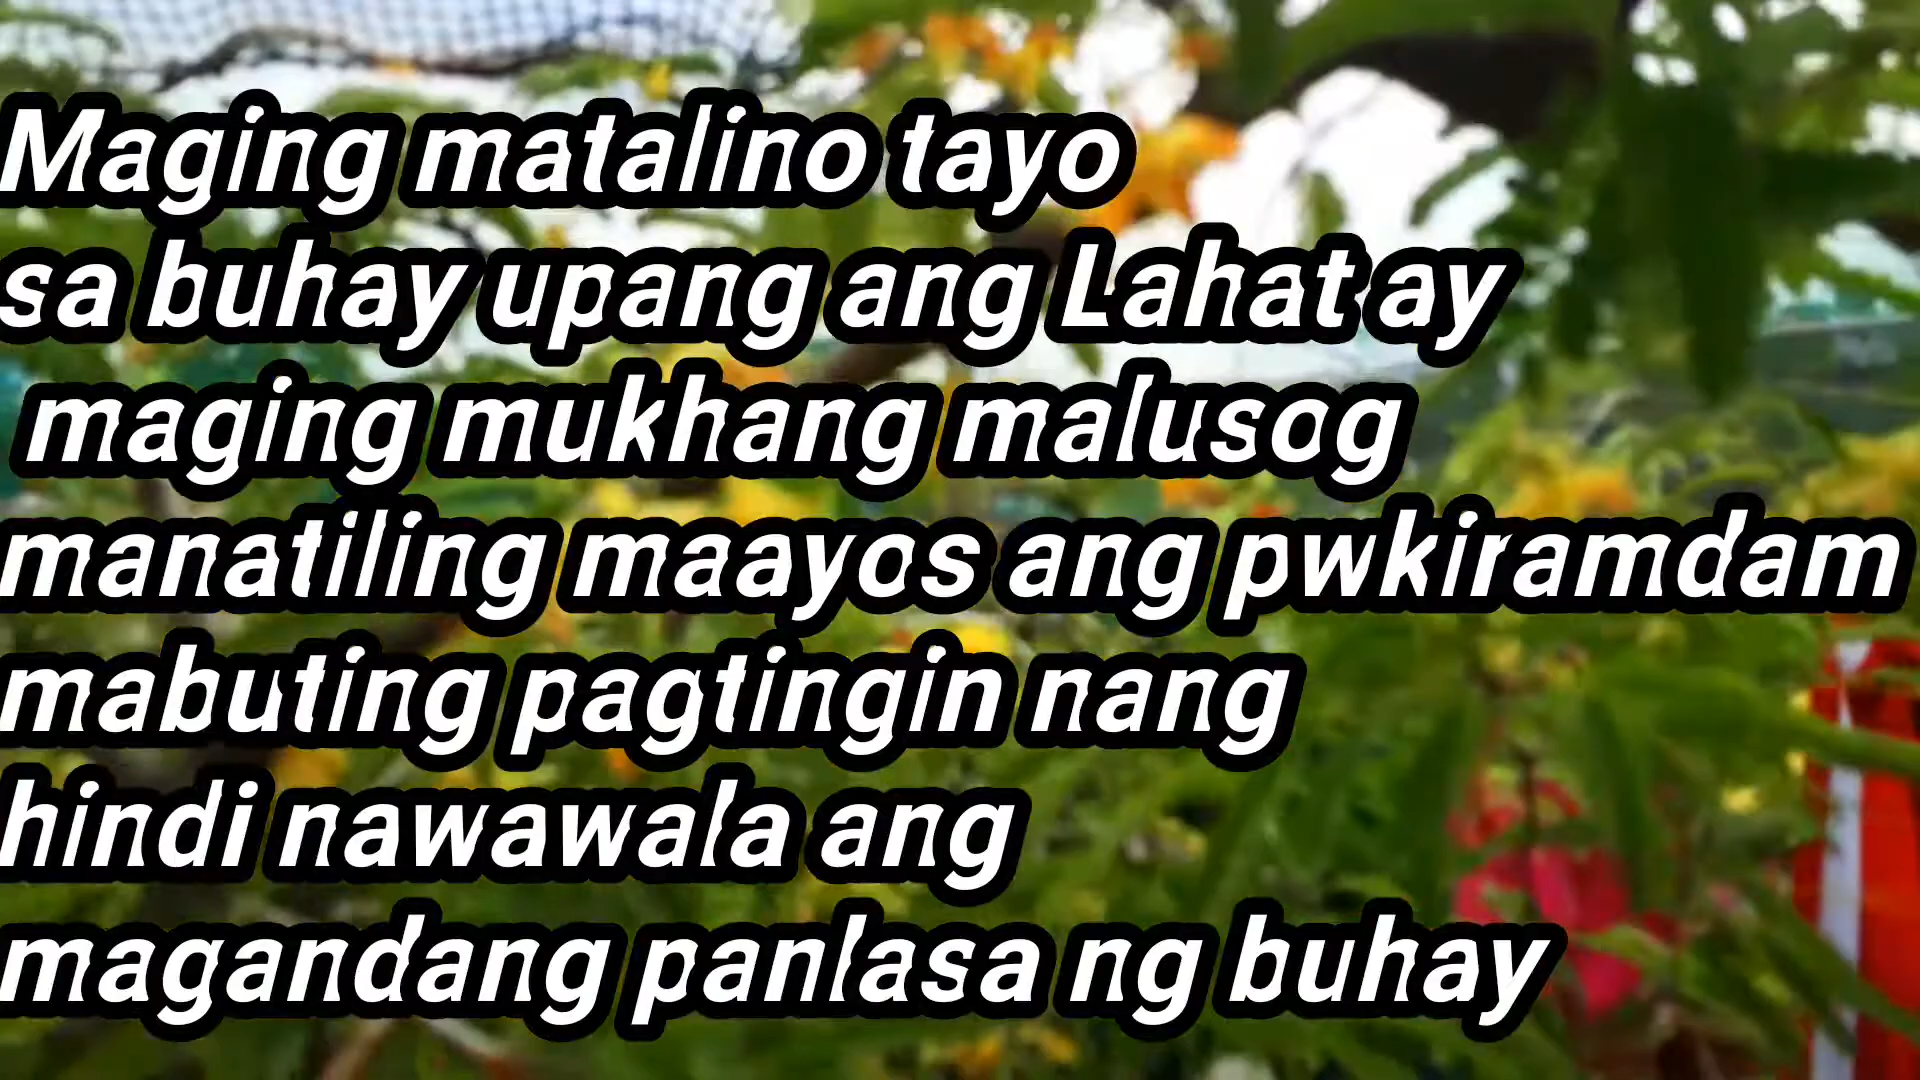 Maging matalino tayo
sa buhay upang ang Lahat ay
maging mukhang malusog
manatiling maayos ang pwkiramdam
mabuting pagtingin nang
hindi nawawala ang
magandang panlasa ng buhay